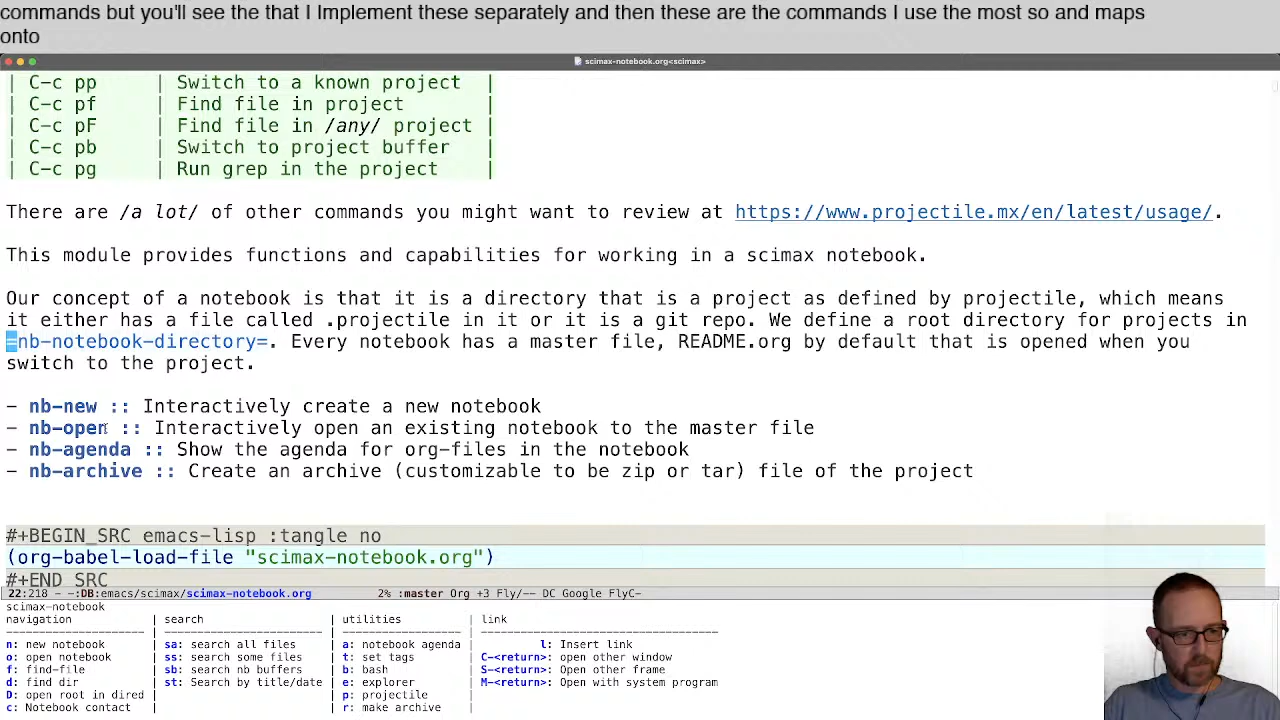 commands but you'll see the that I Implement these separately and then these are the commands I use the most so and maps
onto
scimax-notebook.org<scimax>
| C-c pp | Switch to a known project |
| C-c pf | Find file in project |
| C-c pF | Find file in /any/ project |
| C-c pb | Switch to project buffer |
| C-c pg | Run grep in the project |
There are /a lot/ of other commands you might want to review at https://www.projectile.mx/en/latest/usage/.
This module provides functions and capabilities for working in a scimax notebook.
Our concept of a notebook is that it is a directory that is a project as defined by projectile, which means
it either has a file called .projectile in it or it is a git repo. We define a root directory for projects in
=nb-notebook-directory=. Every notebook has a master file, README.org by default that is opened when you
switch to the project.
- nb-new :: Interactively create a new notebook
- nb-open :: Interactively open an existing notebook to the master file
- nb-agenda :: Show the agenda for org-files in the notebook
- nb-archive :: Create an archive (customizable to be zip or tar) file of the project
#+BEGIN_SRC emacs-lisp :tangle no
(org-babel-load-file "scimax-notebook.org")
#+END_SRC
22:218 - -:DB:emacs/scimax/scimax-notebook.org 2% :master Org +3 Fly/-- DC Google FlyC-
scimax-notebook
navigation | search | utilities | link
n: new notebook | sa: search all files | a: notebook agenda | l: Insert link
o: open notebook | ss: search some files | t: set tags | C-<return>: open other window
f: find-file | sb: search nb buffers | b: bash | S-<return>: Open other frame
d: find dir | st: Search by title/date | e: explorer | M-<return>: Open with system program
D: open root in dired | | p: projectile |
c: Notebook contact | | r: make archive |